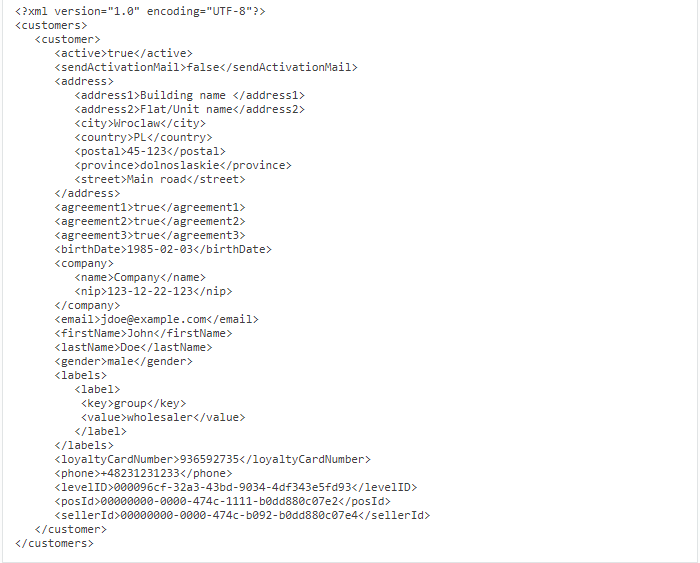 <?xml version="1.0" encoding="UTF-8"?>
<customers>
<customer>
<active>true</active>
<sendActivationMail>false</sendActivationMail>
<address>
<address1>Building name </address1>
<address2>Flat/Unit name</address2>
<city>Wroclaw</city>
<country>PL</country>
<postal>45-123</postal>
<province>dolnoslaskie</province>
<street>Main road</street>
</address>
<agreement1>true</agreement1>
<agreement2>true</agreement2>
<agreement3>true</agreement3>
<birthDate>1985-02-03</birthDate>
<company>
<name>Company</name>
<nip>123-12-22-123</nip>
</company>
<email>jdoe@example.com</email>
<firstName>John</firstName>
<lastName>Doe</lastName>
<gender>male</gender>
<labels>
<label>
<key>group</key>
<value>wholesaler</value>
</label>
</labels>
<loyaltyCardNumber>936592735</loyaltyCardNumber>
<phone>+48231231233</phone>
<levelID>000096cf-32a3-43bd-9034-4df343e5fd93</levelID>
<posId>00000000-0000-474c-1111-b0dd880c07e2</posId>
<sellerId>00000000-0000-474c-b092-b0dd880c07e4</sellerId>
</customer>
</customers>